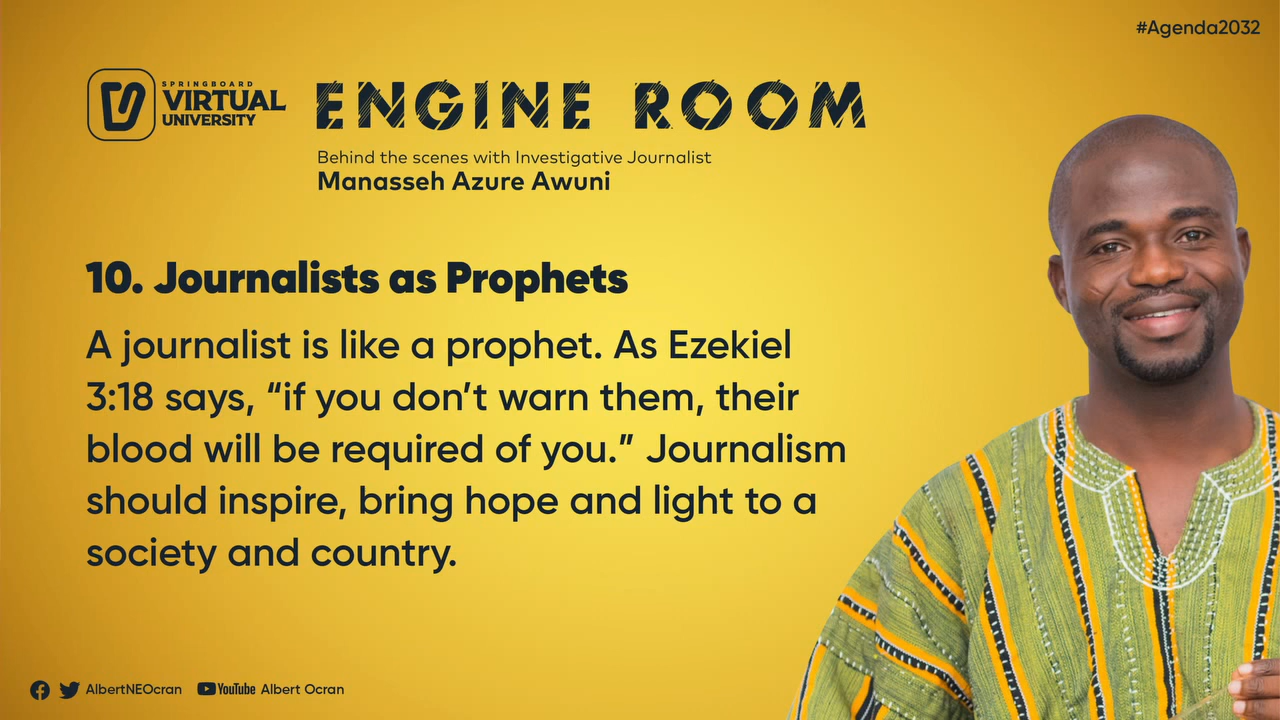 #Agenda2032
SPRINGBOARD
VIRTUAL
UNIVERSITY
ENGINE ROOM
Behind the scenes with Investigative Journalist
Manasseh Azure Awuni
10. Journalists as Prophets
A journalist is like a prophet. As Ezekiel
3:18 says, “if you don’t warn them, their
blood will be required of you.” Journalism
should inspire, bring hope and light to a
society and country.
AlbertNEOcran YouTube Albert Ocran